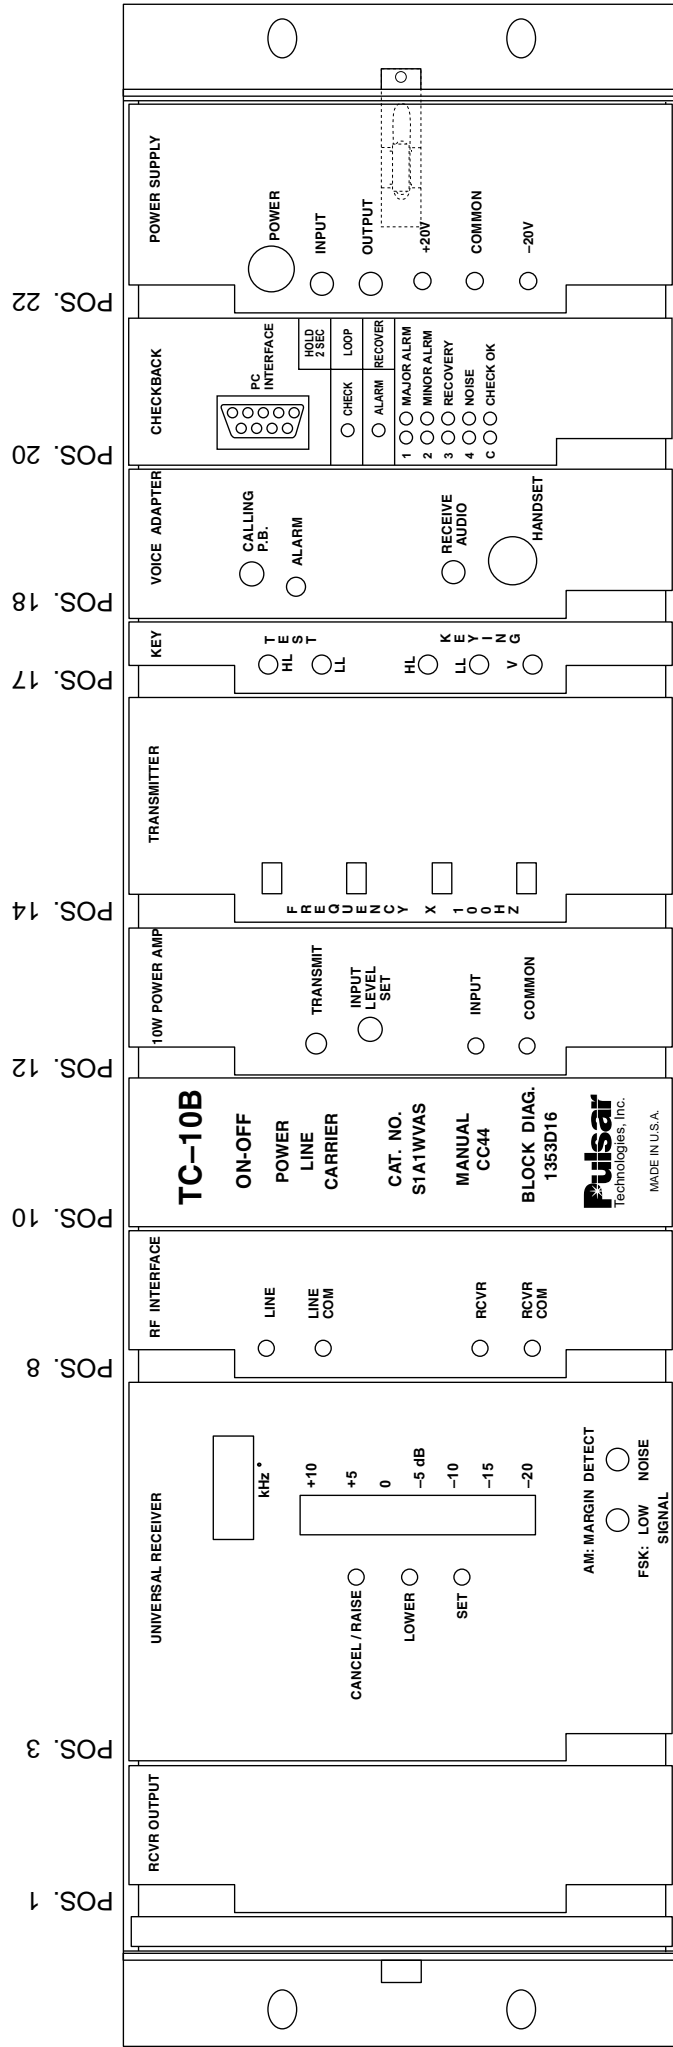 POS. 1
POS. 3
POS. 8
POS. 10
POS. 12
POS. 14
POS. 17
POS. 18
POS. 20
POS. 22
RCVR OUTPUT
UNIVERSAL RECEIVER
kHz
CANCEL / RAISE
LOWER
SET
+10
+5
0
–5 dB
–10
–15
–20
AM: MARGIN DETECT
FSK: LOW NOISE
SIGNAL
RF INTERFACE
LINE
LINE
COM
RCVR
RCVR
COM
TC–10B
ON-OFF
POWER
LINE
CARRIER
CAT. NO.
S1A1WVAS
MANUAL
CC44
BLOCK DIAG.
1353D16
Pulsar
Technologies, Inc.
MADE IN U.S.A.
10W POWER AMP
TRANSMIT
INPUT
LEVEL
SET
INPUT
COMMON
TRANSMITTER
FREQUENCY X 100HZ
KEY
TEST
HL
LL
KEYING
HL
LL
V
VOICE ADAPTER
CALLING
P.B.
ALARM
RECEIVE
AUDIO
HANDSET
CHECKBACK
PC
INTERFACE
HOLD
2 SEC
CHECK
LOOP
ALARM
RECOVER
1 MAJOR ALRM
2 MINOR ALRM
3 RECOVERY
4 NOISE
C CHECK OK
POWER SUPPLY
POWER
INPUT
OUTPUT
+20V
COMMON
–20V